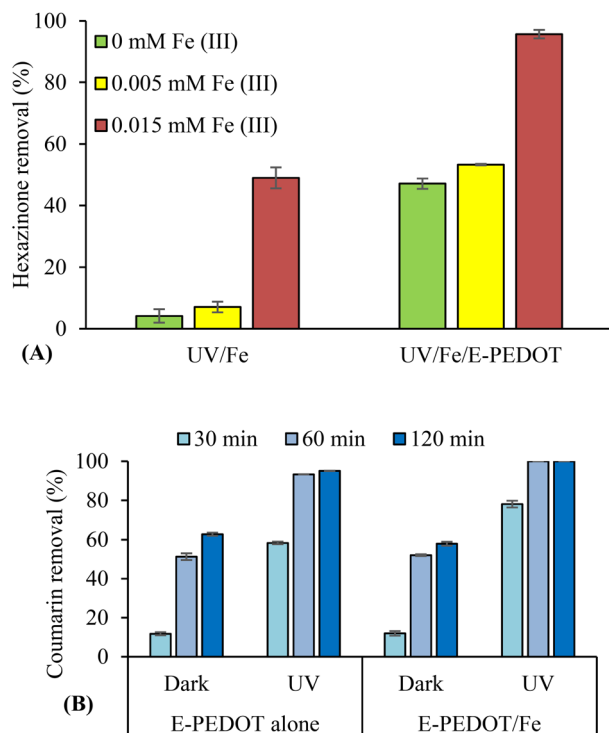 100
80
60
40
20
0
Hexazinone removal (%)
0 mM Fe (III)
0.005 mM Fe (III)
0.015 mM Fe (III)
UV/Fe
UV/Fe/E-PEDOT
(A)
30 min
60 min
120 min
100
80
60
40
20
0
Coumarin removal (%)
Dark
UV
Dark
UV
E-PEDOT alone
E-PEDOT/Fe
(B)